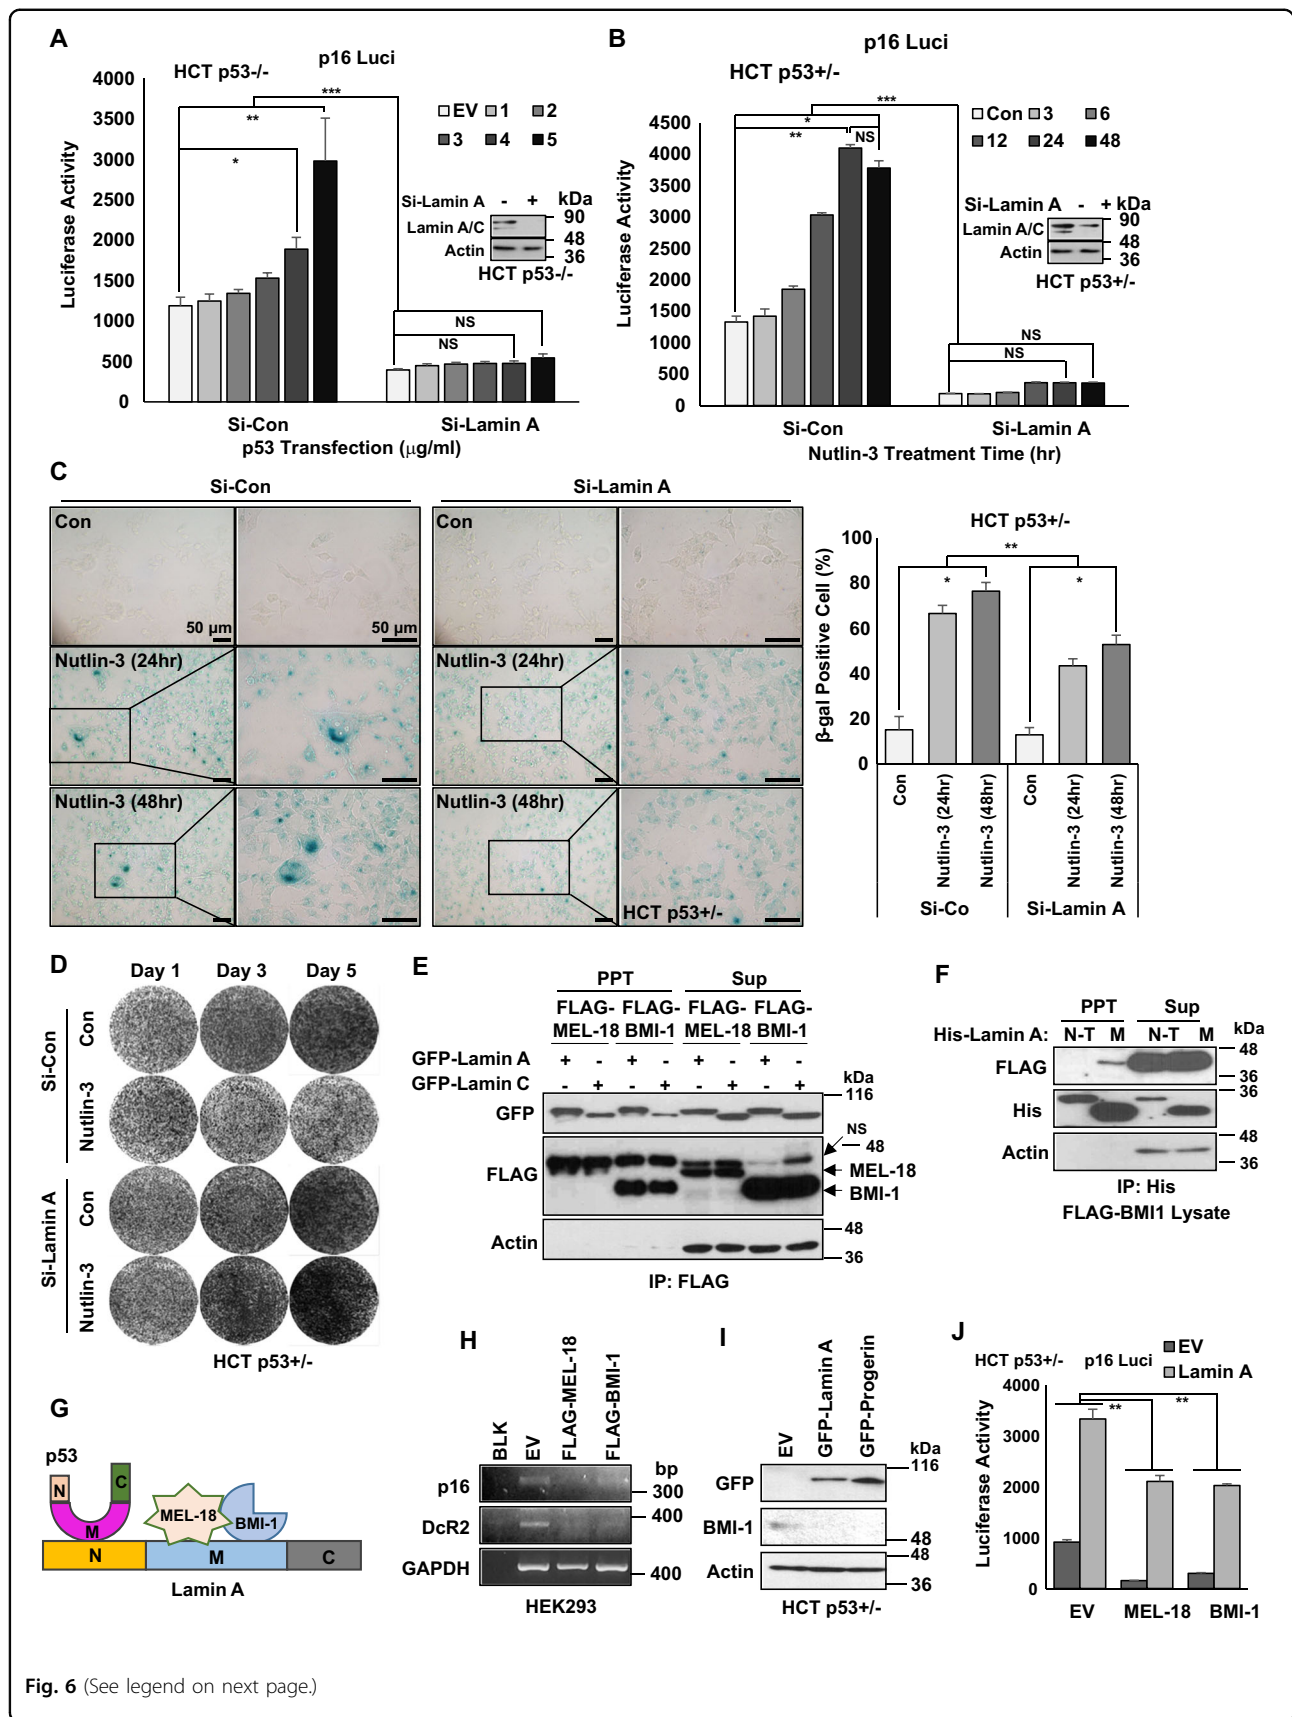 A
p16 Luci
HCT p53-/-
4000
3500
3000
2500
2000
1500
1000
500
0
Luciferase Activity
***
**
*
EV 1 2
3 4 5
Si-Lamin A - + kDa
Lamin A/C
Actin
90
48
36
HCT p53-/-
NS
NS
Si-Con Si-Lamin A
p53 Transfection (µg/ml)
B
p16 Luci
HCT p53+/-
4500
4000
3500
3000
2500
2000
1500
1000
500
0
Luciferase Activity
***
*
**
NS
Con 3 6
12 24 48
Si-Lamin A - + kDa
Lamin A/C
Actin
90
48
36
HCT p53+/-
NS
NS
Si-Con Si-Lamin A
Nutlin-3 Treatment Time (hr)
C
Si-Con Si-Lamin A
Con
50 µm
50 µm
Con
Nutlin-3 (24hr)
Nutlin-3 (24hr)
Nutlin-3 (48hr)
Nutlin-3 (48hr)
HCT p53+/-
HCT p53+/-
100
80
60
40
20
0
β-gal Positive Cell (%)
**
*
*
Con
Nutlin-3 (24hr)
Nutlin-3 (48hr)
Con
Nutlin-3 (24hr)
Nutlin-3 (48hr)
Si-Co Si-Lamin A
D
Day 1 Day 3 Day 5
Si-Con
Con
Nutlin-3
Si-Lamin A
Con
Nutlin-3
HCT p53+/-
E
PPT Sup
FLAG- FLAG- FLAG- FLAG-
MEL-18 BMI-1 MEL-18 BMI-1
GFP-Lamin A + - + - + - + -
GFP-Lamin C - + - + - + - +
kDa
116
GFP
NS
48
FLAG
MEL-18
BMI-1
Actin
48
36
IP: FLAG
F
PPT Sup
His-Lamin A: N-T M N-T M
kDa
FLAG
48
36
His
36
Actin
48
36
IP: His
FLAG-BMI1 Lysate
G
p53
N
C
M
MEL-18
BMI-1
N M C
Lamin A
H
BLK
EV
FLAG-MEL-18
FLAG-BMI-1
bp
p16
300
DcR2
400
GAPDH
400
HEK293
I
EV
GFP-Lamin A
GFP-Progerin
kDa
GFP
116
BMI-1
48
Actin
48
36
HCT p53+/-
J
HCT p53+/- p16 Luci
EV
Lamin A
4000
3000
2000
1000
0
Luciferase Activity
**
**
EV MEL-18 BMI-1
Fig. 6 (See legend on next page.)